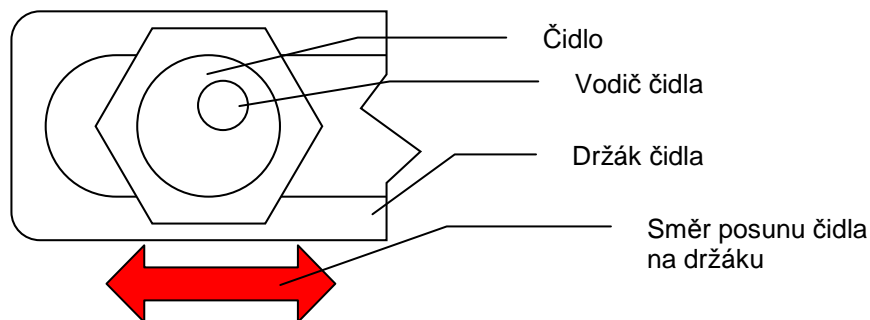 Čidlo
Vodič čidla
Držák čidla
Směr posunu čidla
na držáku